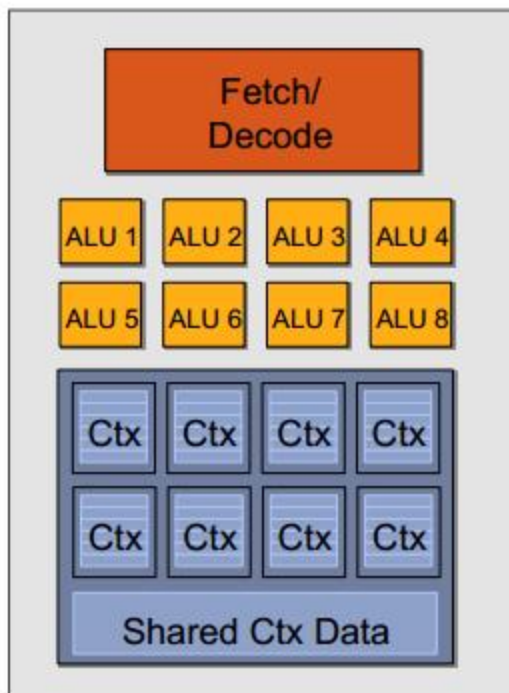 Fetch/
Decode
ALU 1 ALU 2 ALU 3 ALU 4
ALU 5 ALU 6 ALU 7 ALU 8
Ctx Ctx Ctx Ctx
Ctx Ctx Ctx Ctx
Shared Ctx Data